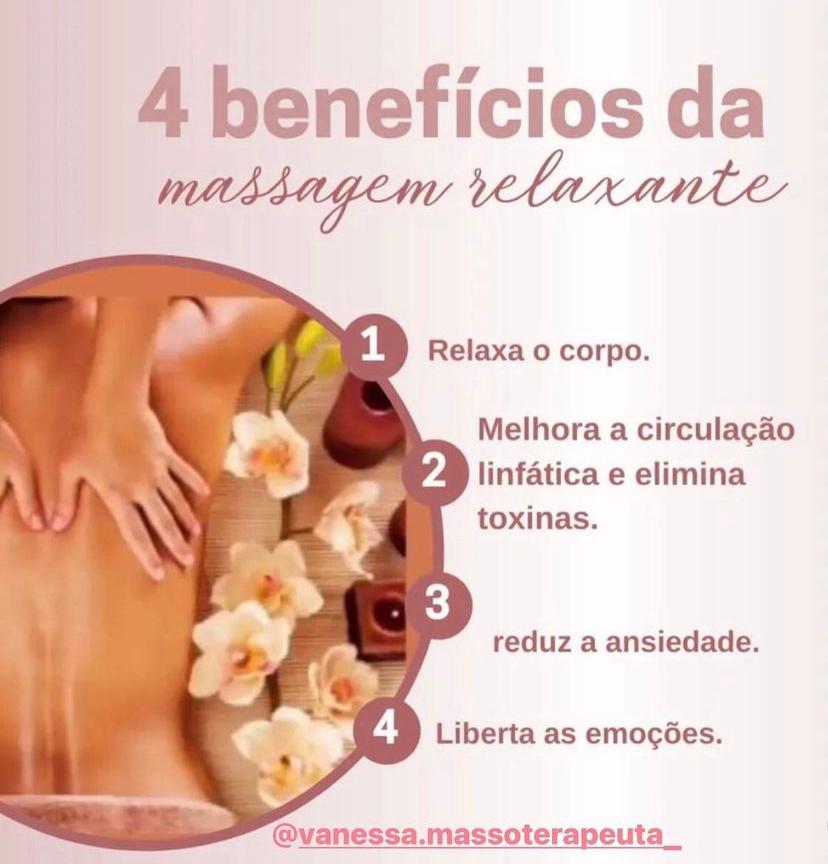 4 benefícios da
massagem relaxante
1 Relaxa o corpo.
Melhora a circulação
2 linfática e elimina
toxinas.
3
reduz a ansiedade.
4 Liberta as emoções.
@vanessa.massoterapeuta_